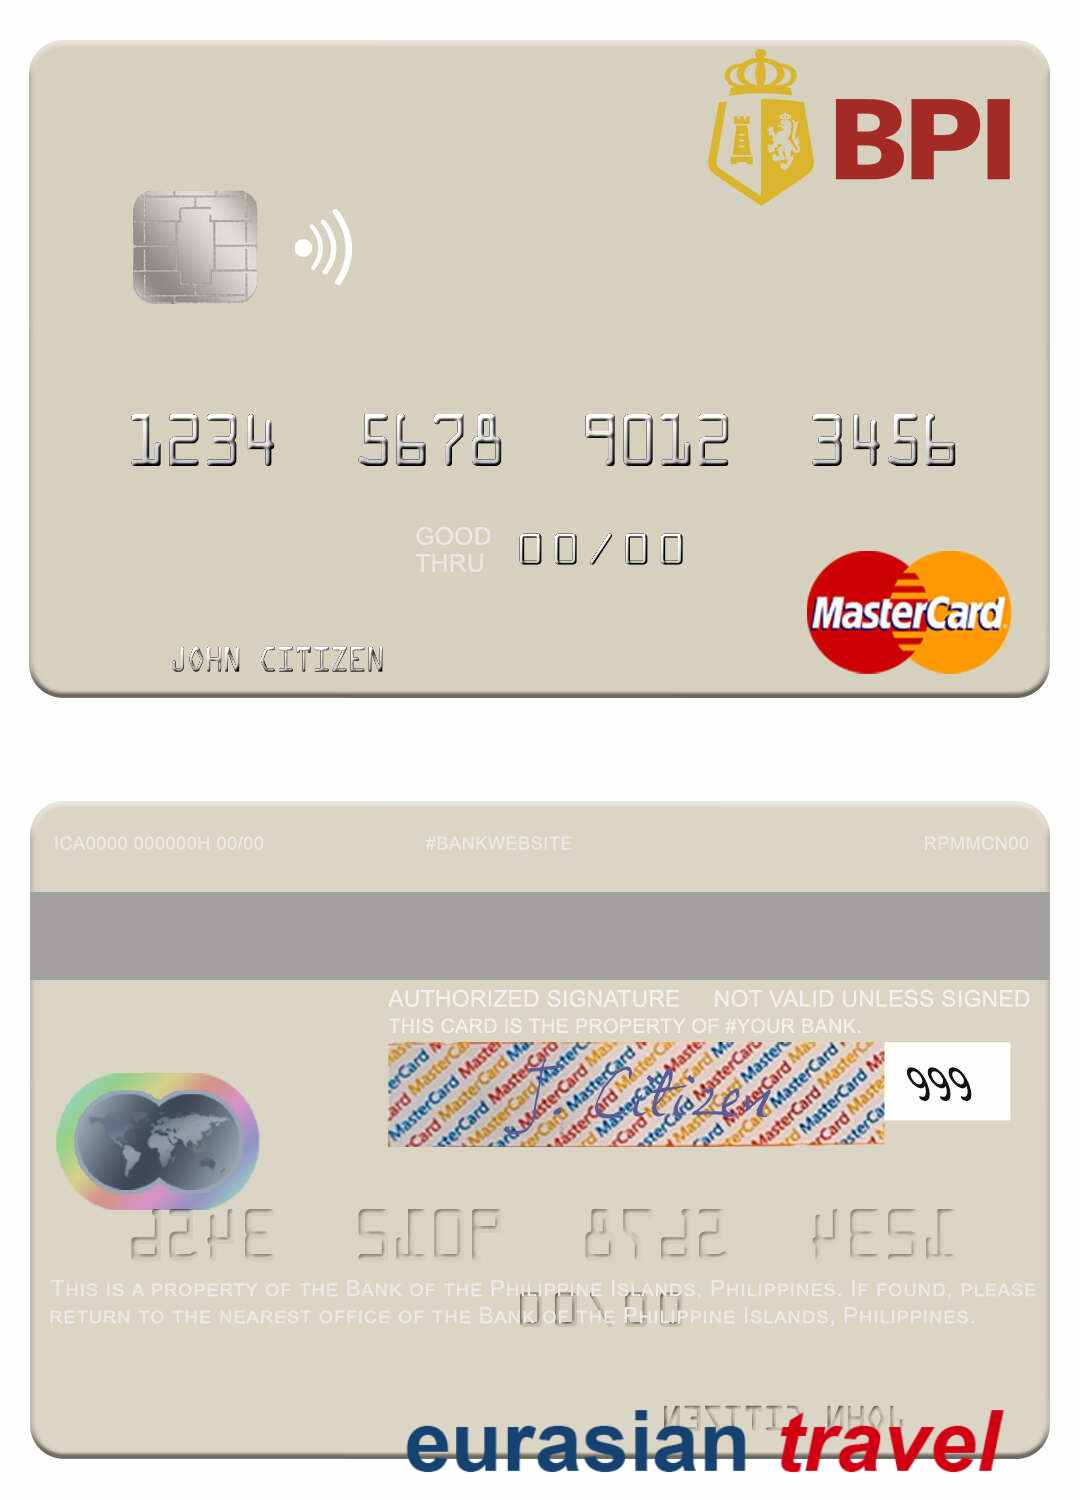 BPI
1234 5678 9012 3456
GOOD
THRU 00/00
MasterCard
JOHN CITIZEN
ICA0000 000000H 00/00 #BANKWEBSITE RPMMCN00
AUTHORIZED SIGNATURE NOT VALID UNLESS SIGNED
THIS CARD IS THE PROPERTY OF #YOUR BANK.
J. Citizen 999
THIS IS A PROPERTY OF THE BANK OF THE PHILIPPINE ISLANDS, PHILIPPINES. IF FOUND, PLEASE
RETURN TO THE NEAREST OFFICE OF THE BANK OF THE PHILIPPINE ISLANDS, PHILIPPINES.
eurasian travel